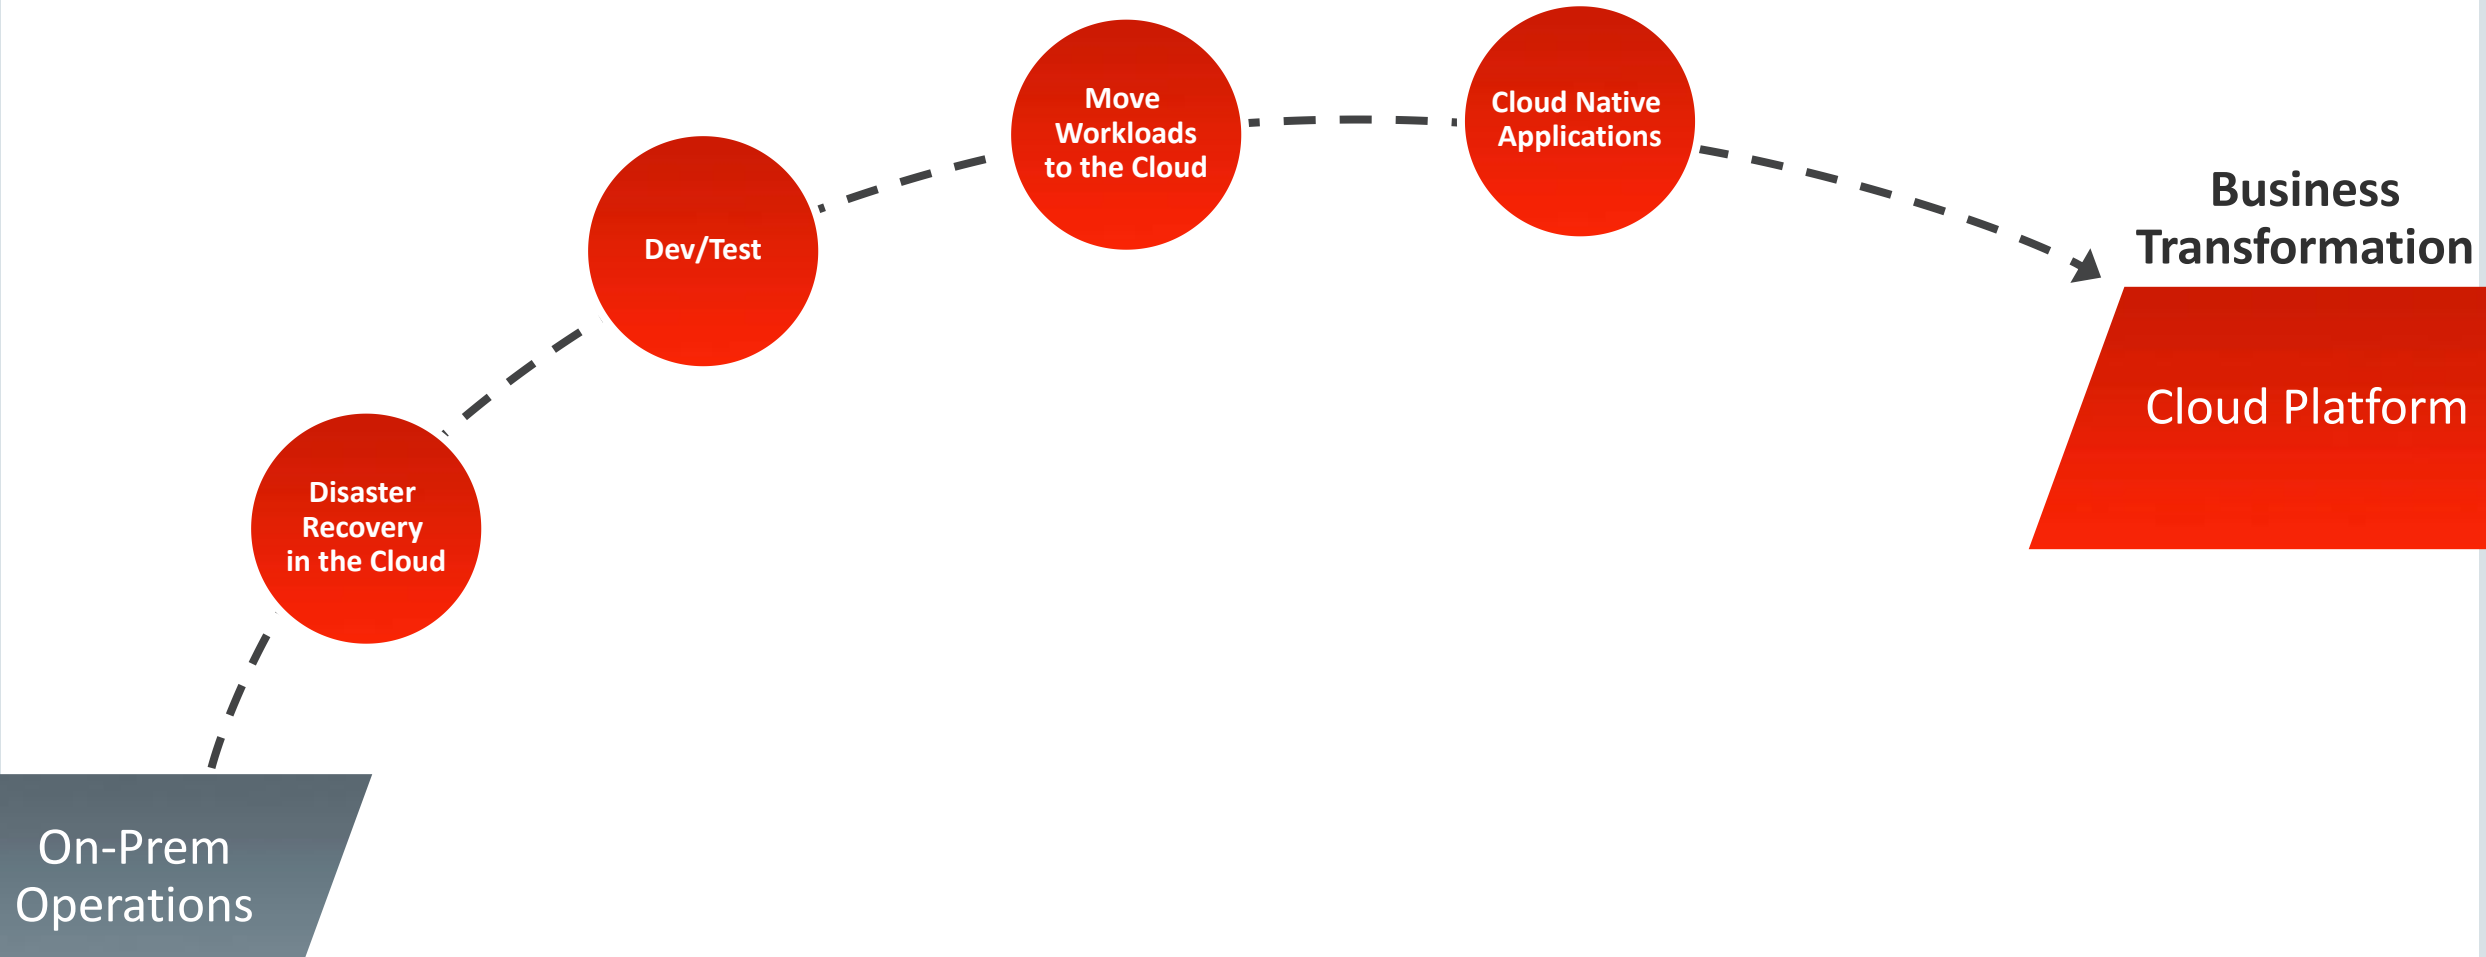 On-Prem
Operations
Disaster
Recovery
in the Cloud
Dev/Test
Move
Workloads
to the Cloud
Cloud Native
Applications
Business
Transformation
Cloud Platform